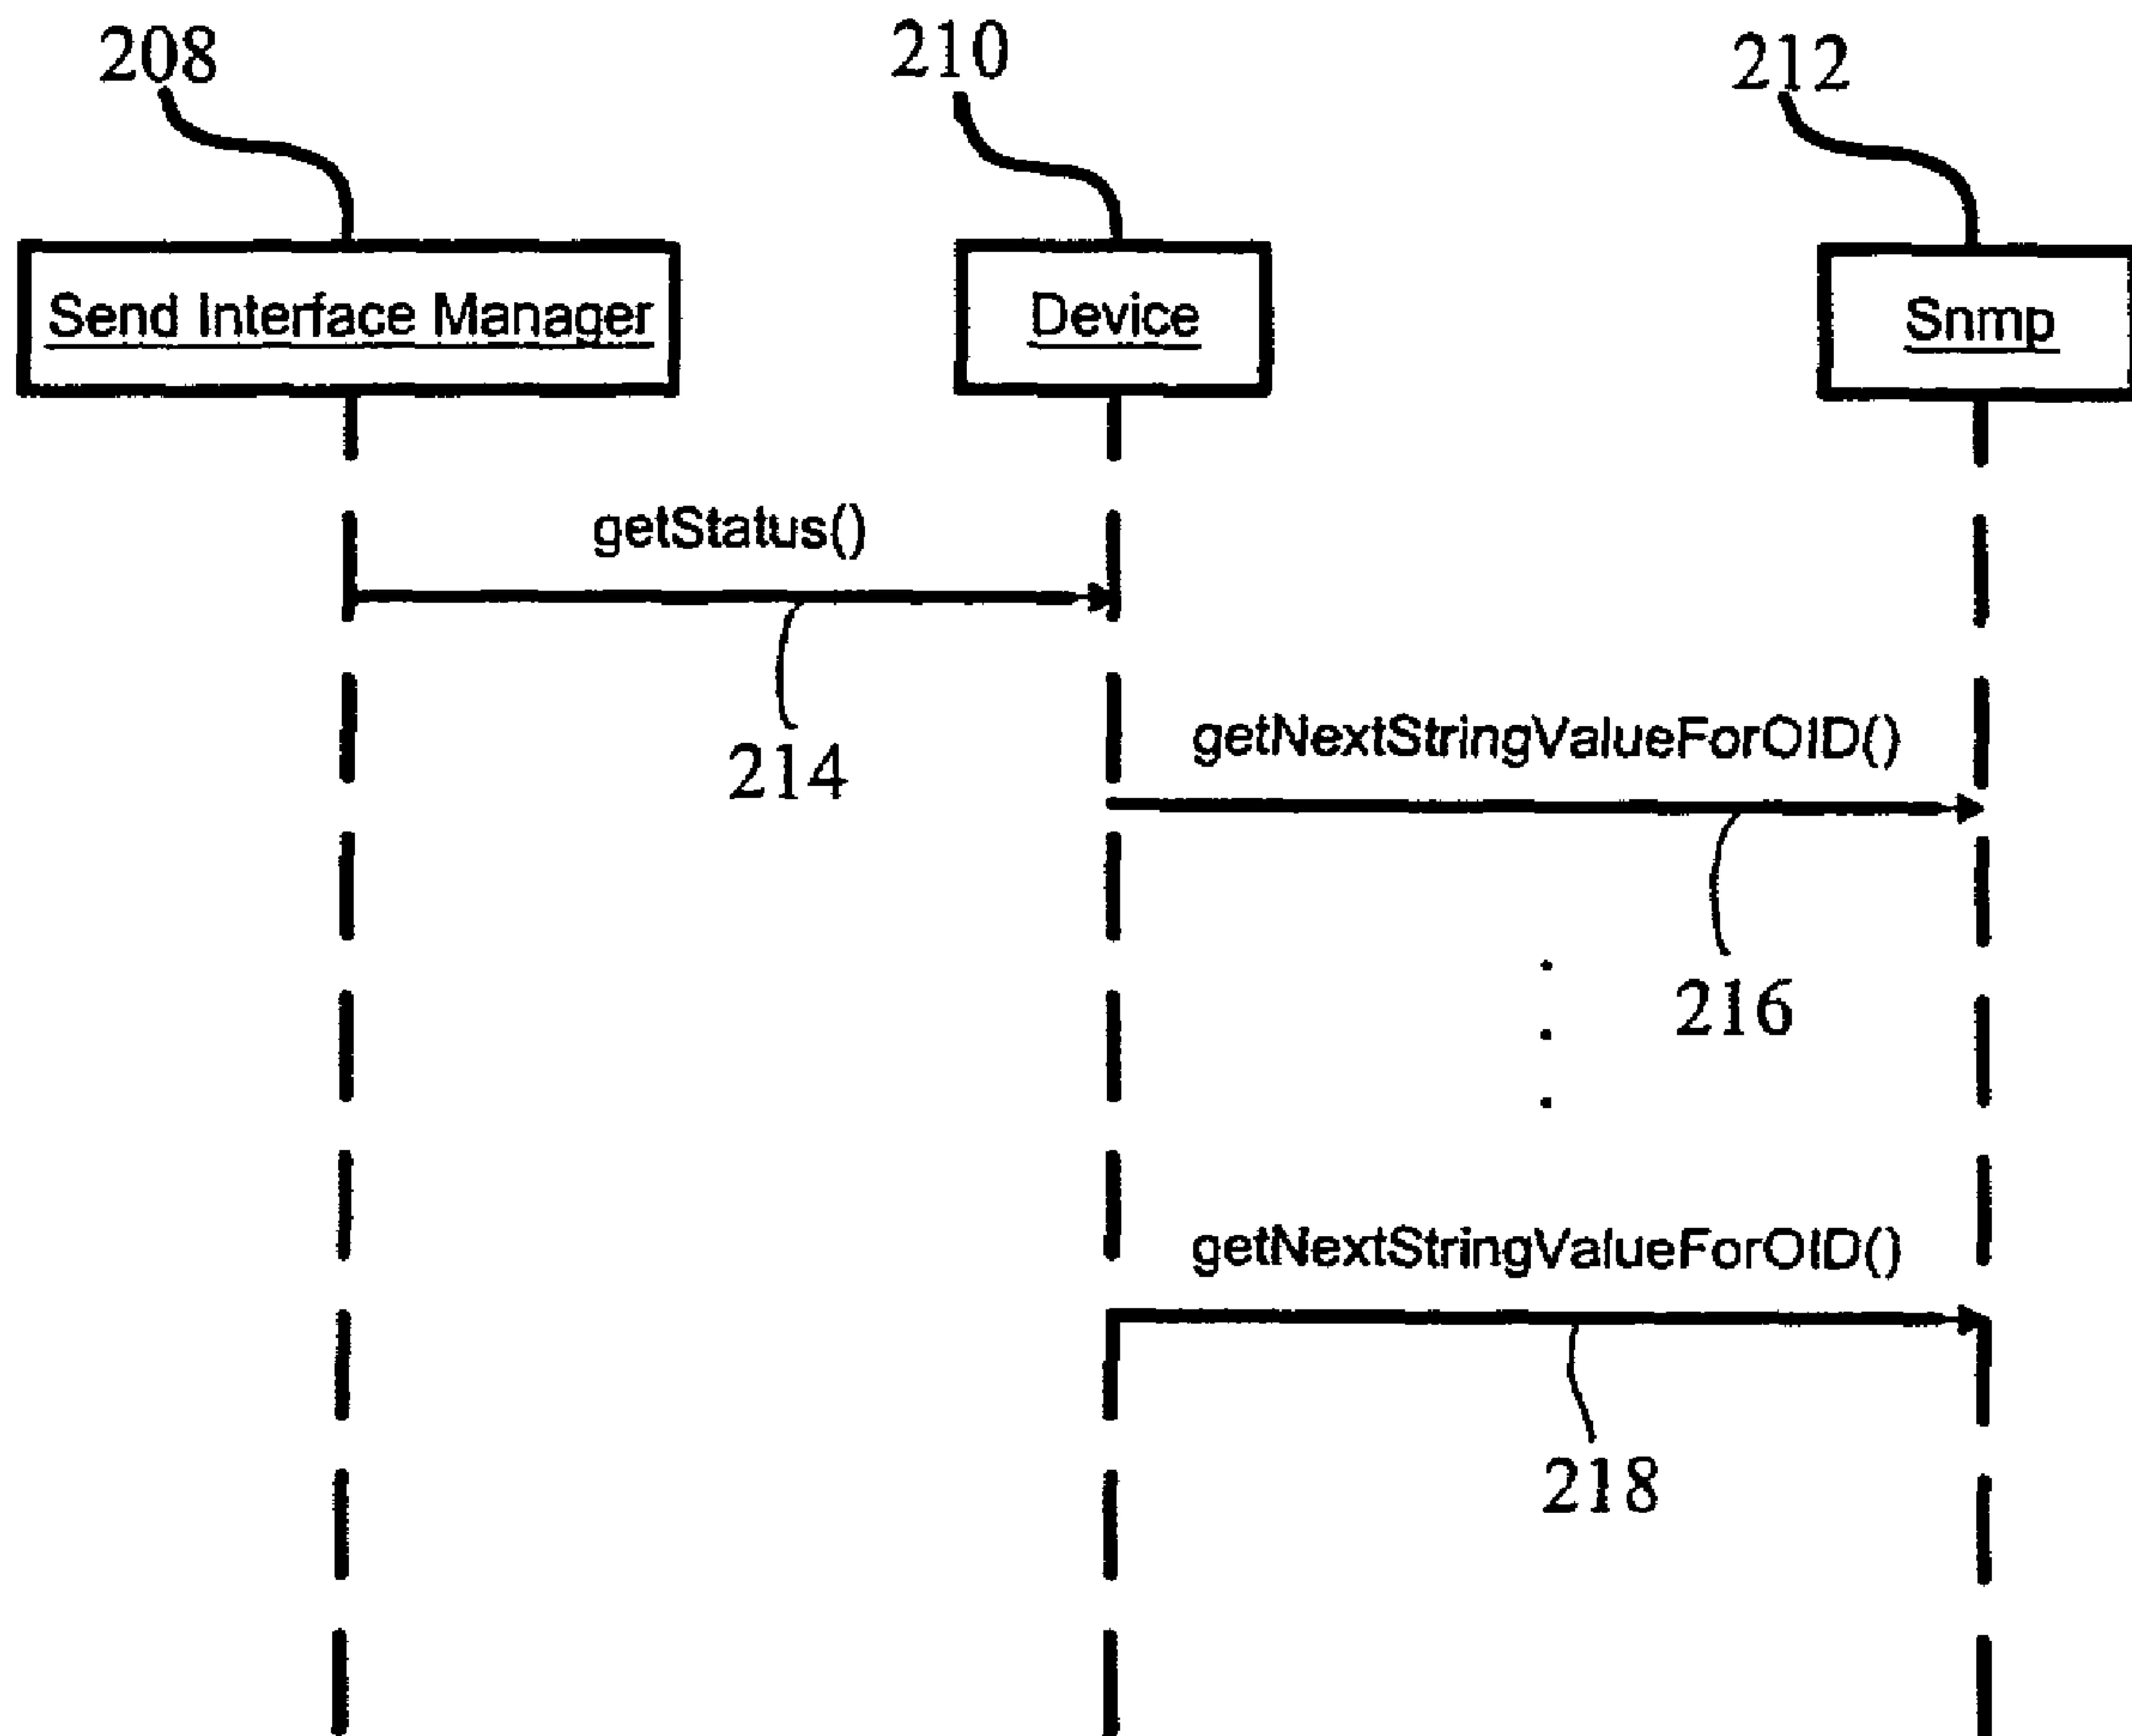 208
210
212
Send Interface Manager
Device
Snmp
getStatus()
214
getNextStringValueForOID()
216
getNextStringValueForOID()
218